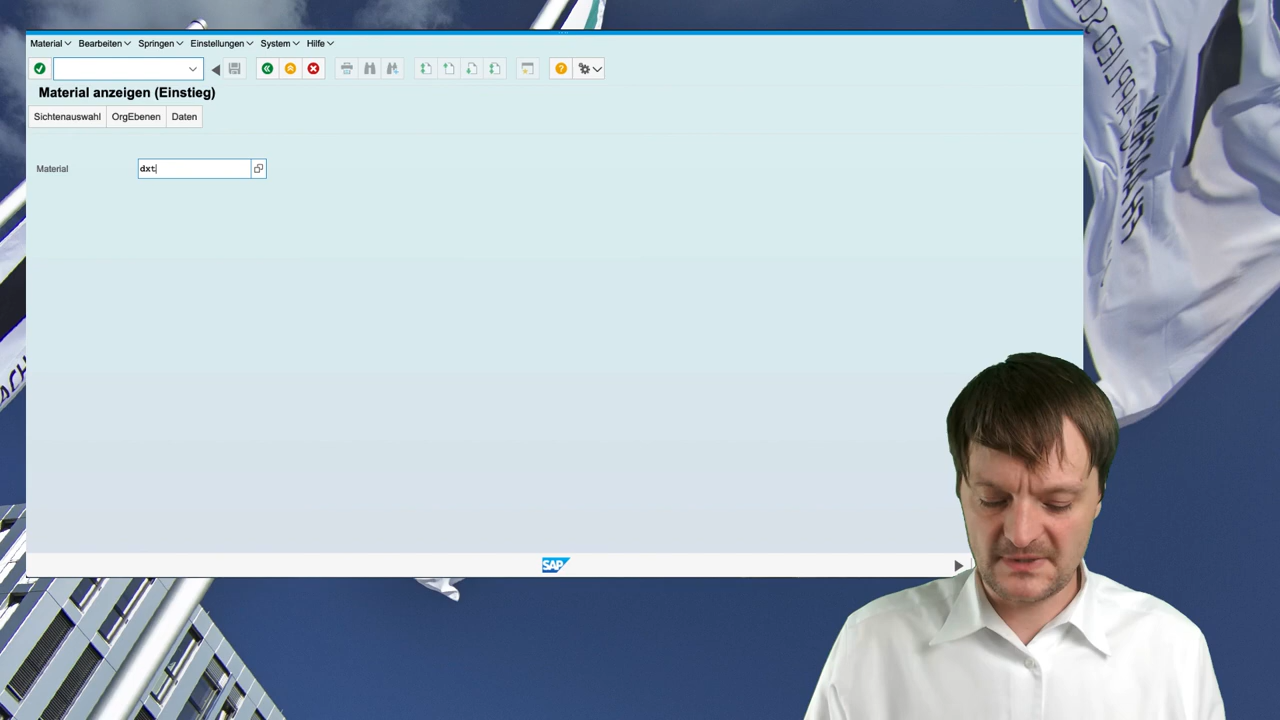 Material Bearbeiten Springen Einstellungen System Hilfe
Material anzeigen (Einstieg)
Sichtenauswahl OrgEbenen Daten
Material dxt
SAP